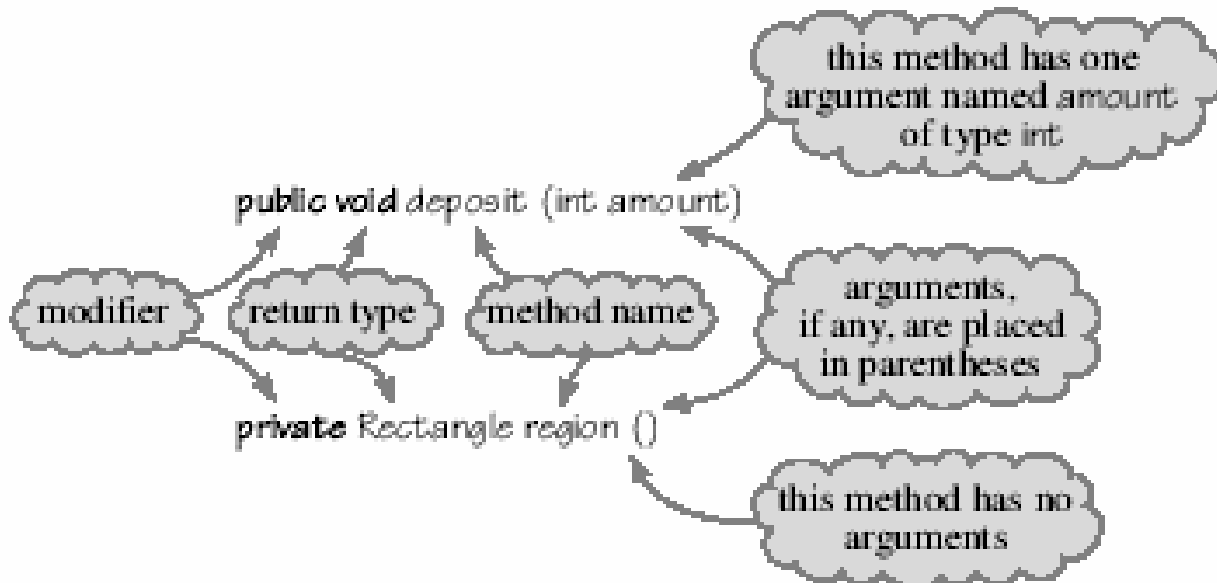 this method has one
argument named amount
of type int
public void deposit (int amount)
modifier
return type
method name
arguments,
if any, are placed
in parentheses
private Rectangle region ()
this method has no
arguments